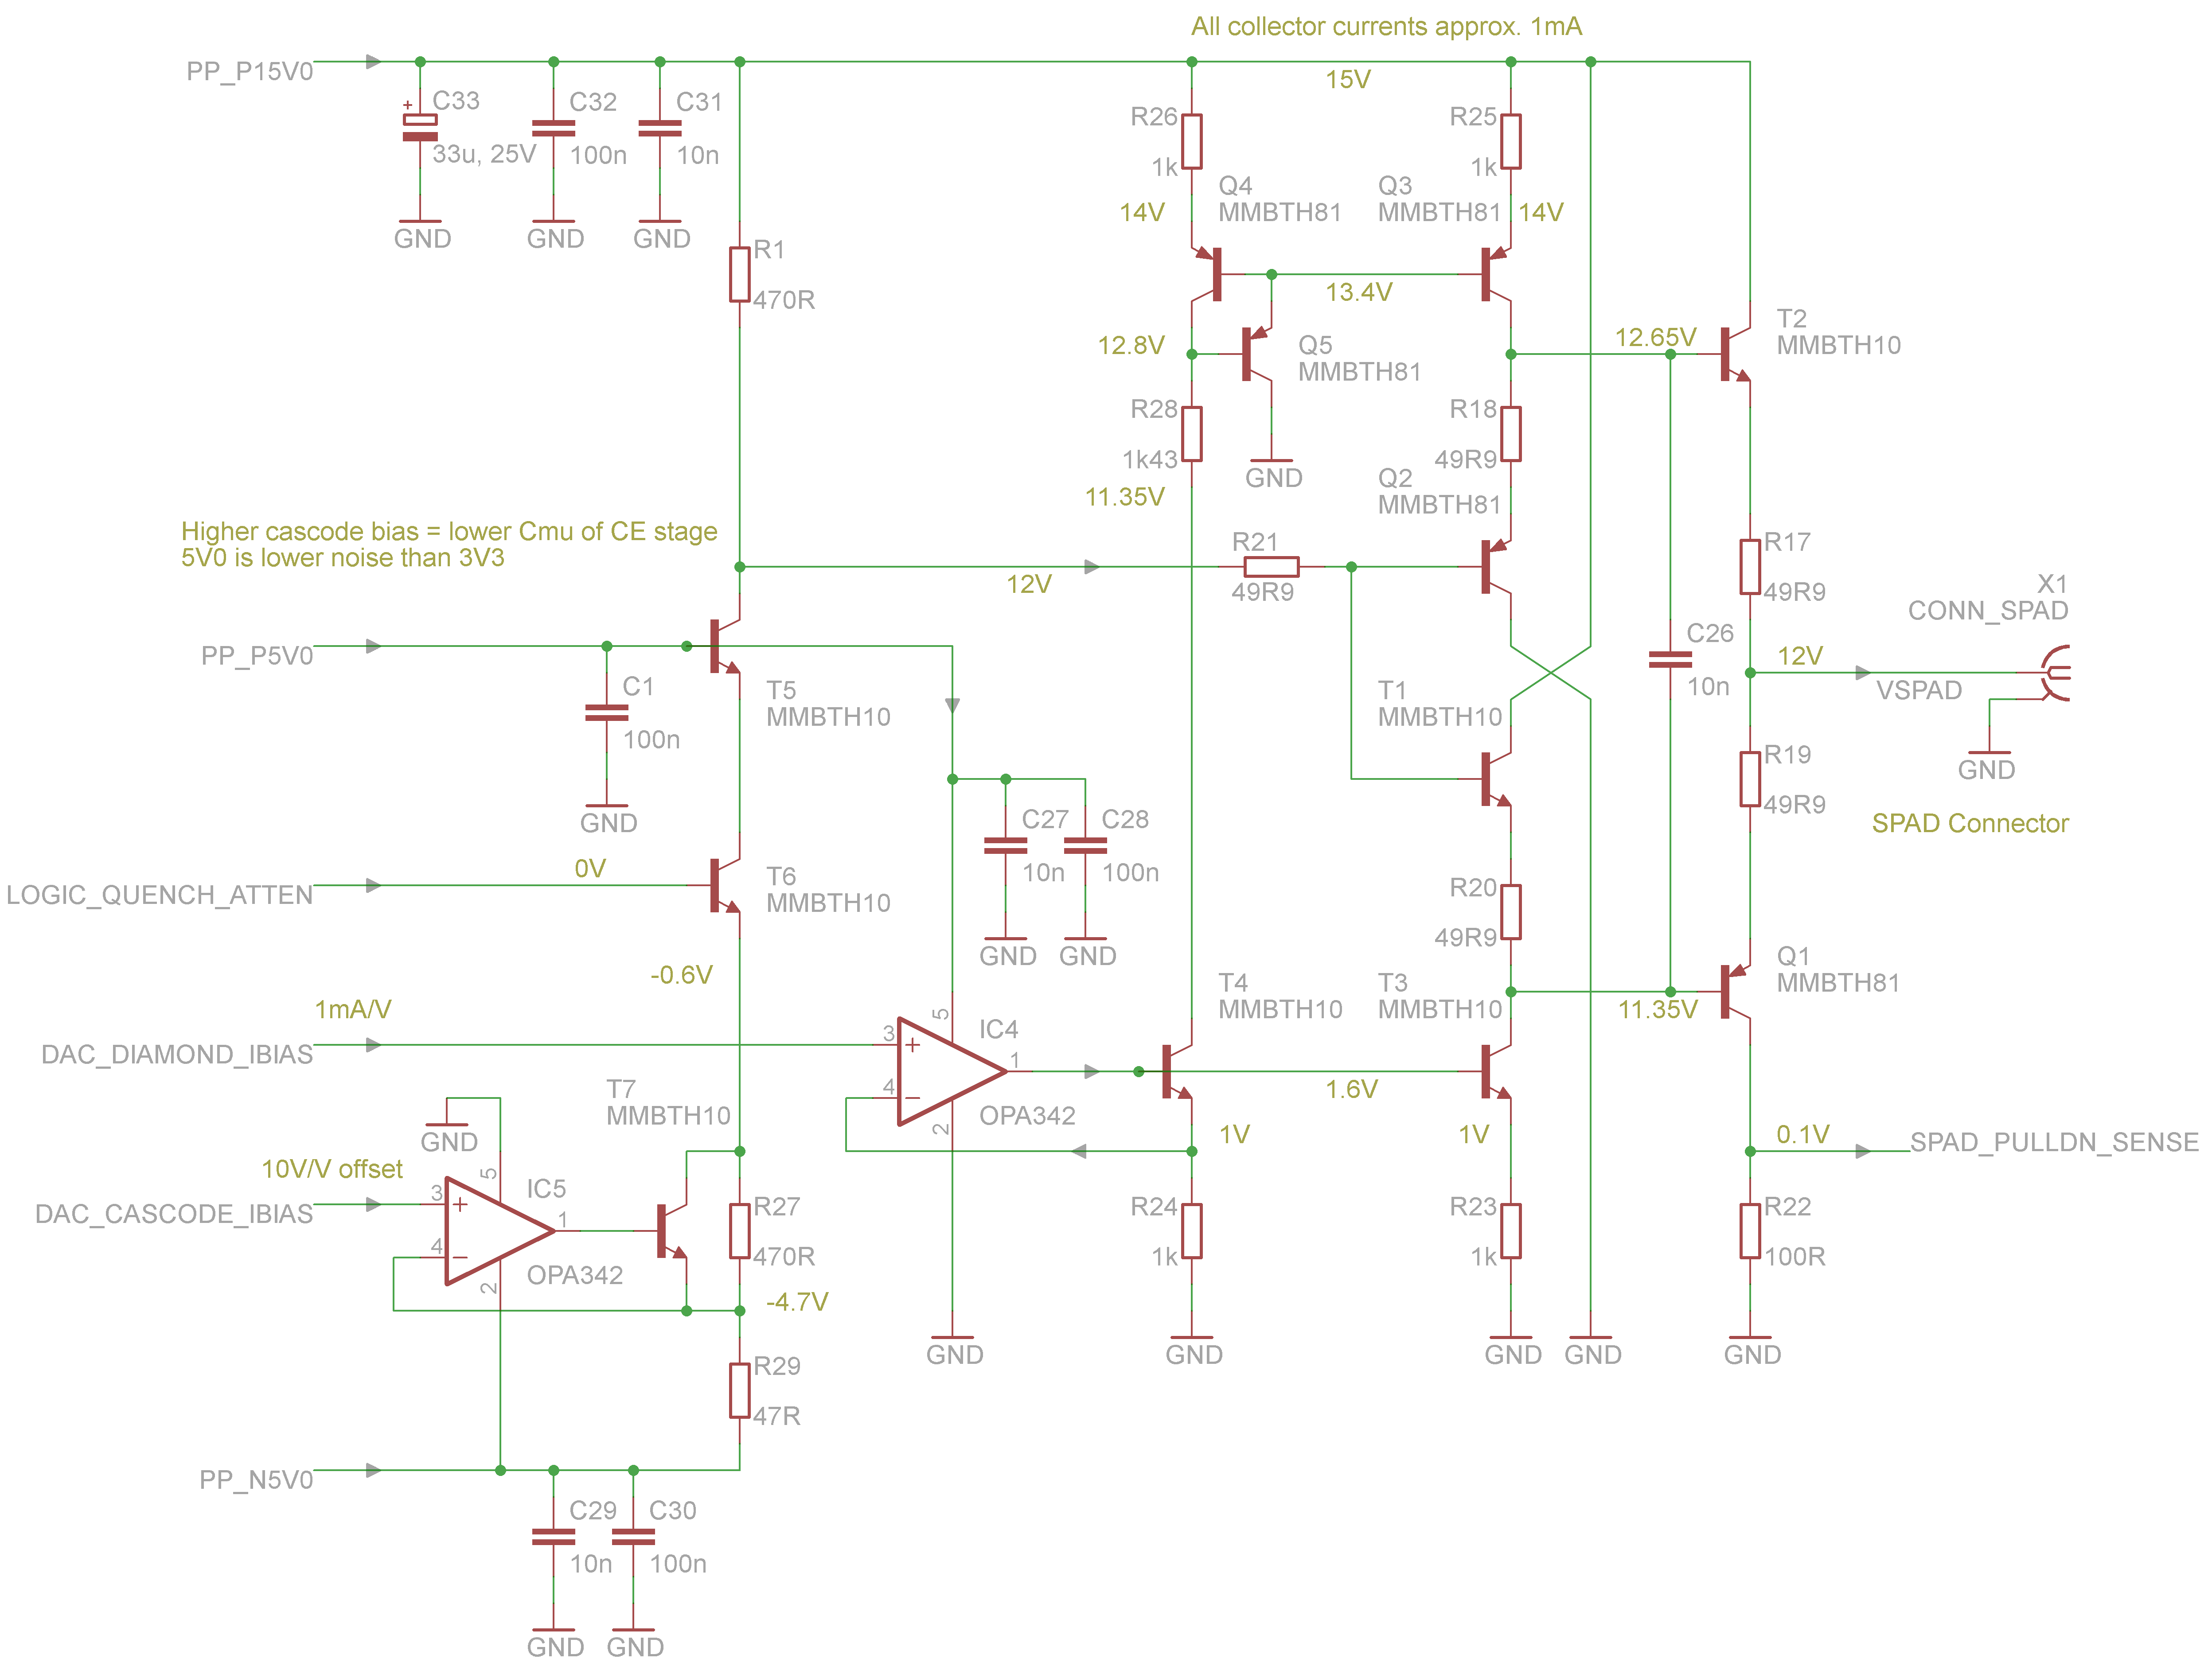 All collector currents approx. 1mA
PP_P15V0
15V
C33
33u, 25V
GND
C32
100n
GND
C31
10n
GND
R26
1k
R25
1k
14V
Q4
MMBTH81
Q3
MMBTH81
14V
R1
470R
13.4V
12.8V
Q5
MMBTH81
GND
12.65V
T2
MMBTH10
R28
1k43
11.35V
R18
49R9
Q2
MMBTH81
Higher cascode bias = lower Cmu of CE stage
5V0 is lower noise than 3V3
12V
R21
49R9
R17
49R9
X1
CONN_SPAD
PP_P5V0
C1
100n
GND
T5
MMBTH10
T1
MMBTH10
C26
10n
12V
VSPAD
GND
R19
49R9
SPAD Connector
LOGIC_QUENCH_ATTEN
0V
T6
MMBTH10
C27
10n
GND
C28
100n
GND
R20
49R9
-0.6V
1mA/V
DAC_DIAMOND_IBIAS
3
4
5
2
1
IC4
OPA342
T4
MMBTH10
T3
MMBTH10
11.35V
Q1
MMBTH81
1.6V
T7
MMBTH10
GND
1V
1V
0.1V
SPAD_PULLDN_SENSE
10V/V offset
DAC_CASCODE_IBIAS
3
4
5
2
1
IC5
OPA342
R27
470R
R24
1k
R23
1k
R22
100R
-4.7V
GND
GND
GND
GND
GND
R29
47R
PP_N5V0
C29
10n
GND
C30
100n
GND